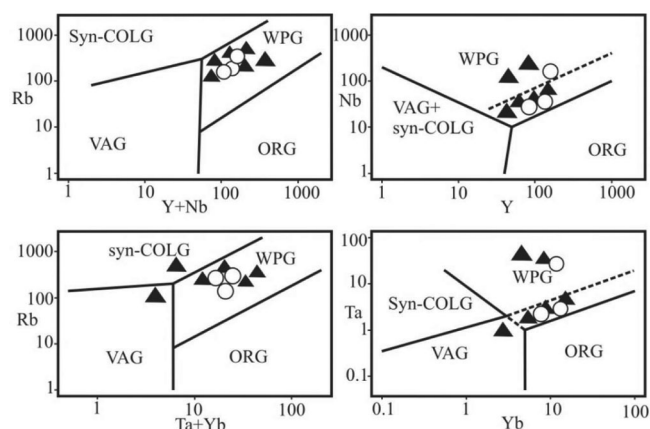 1000
Syn-COLG
WPG
100
Rb
10
VAG
ORG
1
1
10
100
1000
Y+Nb
1000
WPG
100
Nb
VAG+
syn-COLG
10
ORG
1
1
10
100
1000
Y
1000
syn-COLG
WPG
100
Rb
10
VAG
ORG
1
1
10
100
Ta+Yb
100
WPG
10
Syn-COLG
Ta
1
VAG
ORG
0.1
0.1
1
10
100
Yb